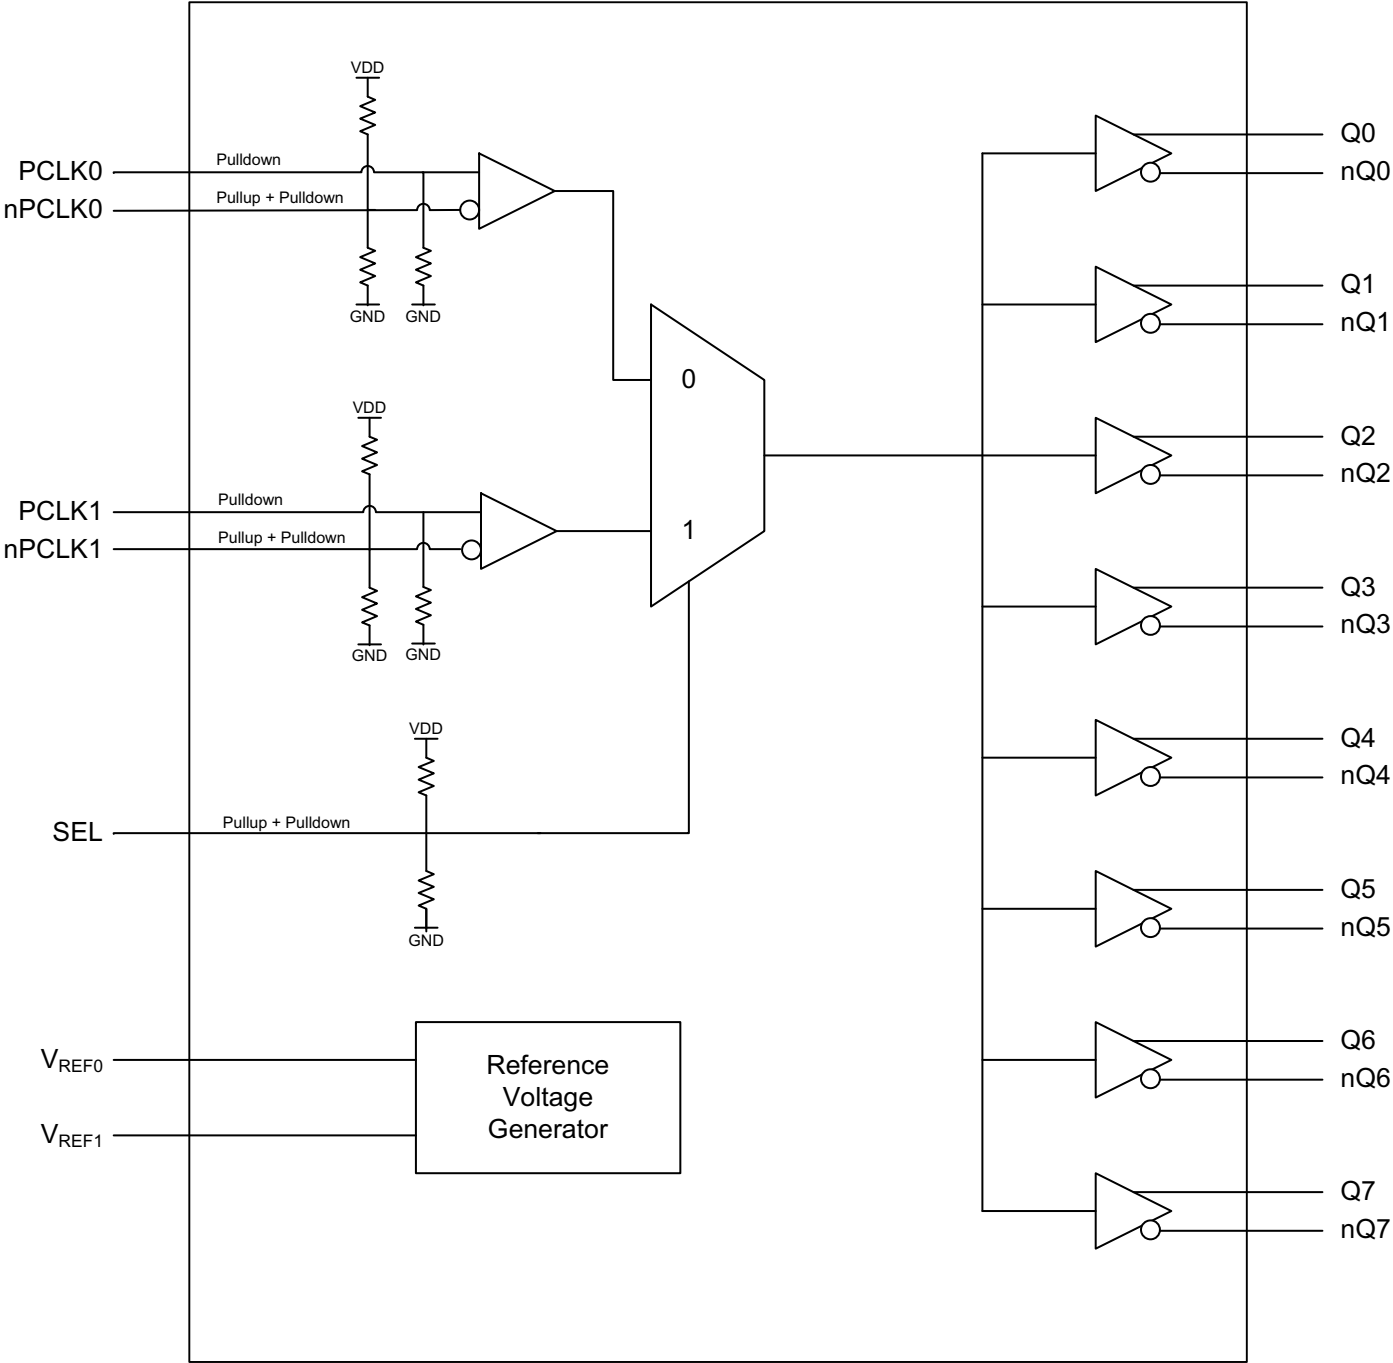 VDD
PCLK0
Pulldown
nPCLK0
Pullup + Pulldown
GND
GND
VDD
PCLK1
Pulldown
nPCLK1
Pullup + Pulldown
GND
GND
0
1
VDD
SEL
Pullup + Pulldown
GND
VREF0
VREF1
Reference
Voltage
Generator
Q0
nQ0
Q1
nQ1
Q2
nQ2
Q3
nQ3
Q4
nQ4
Q5
nQ5
Q6
nQ6
Q7
nQ7